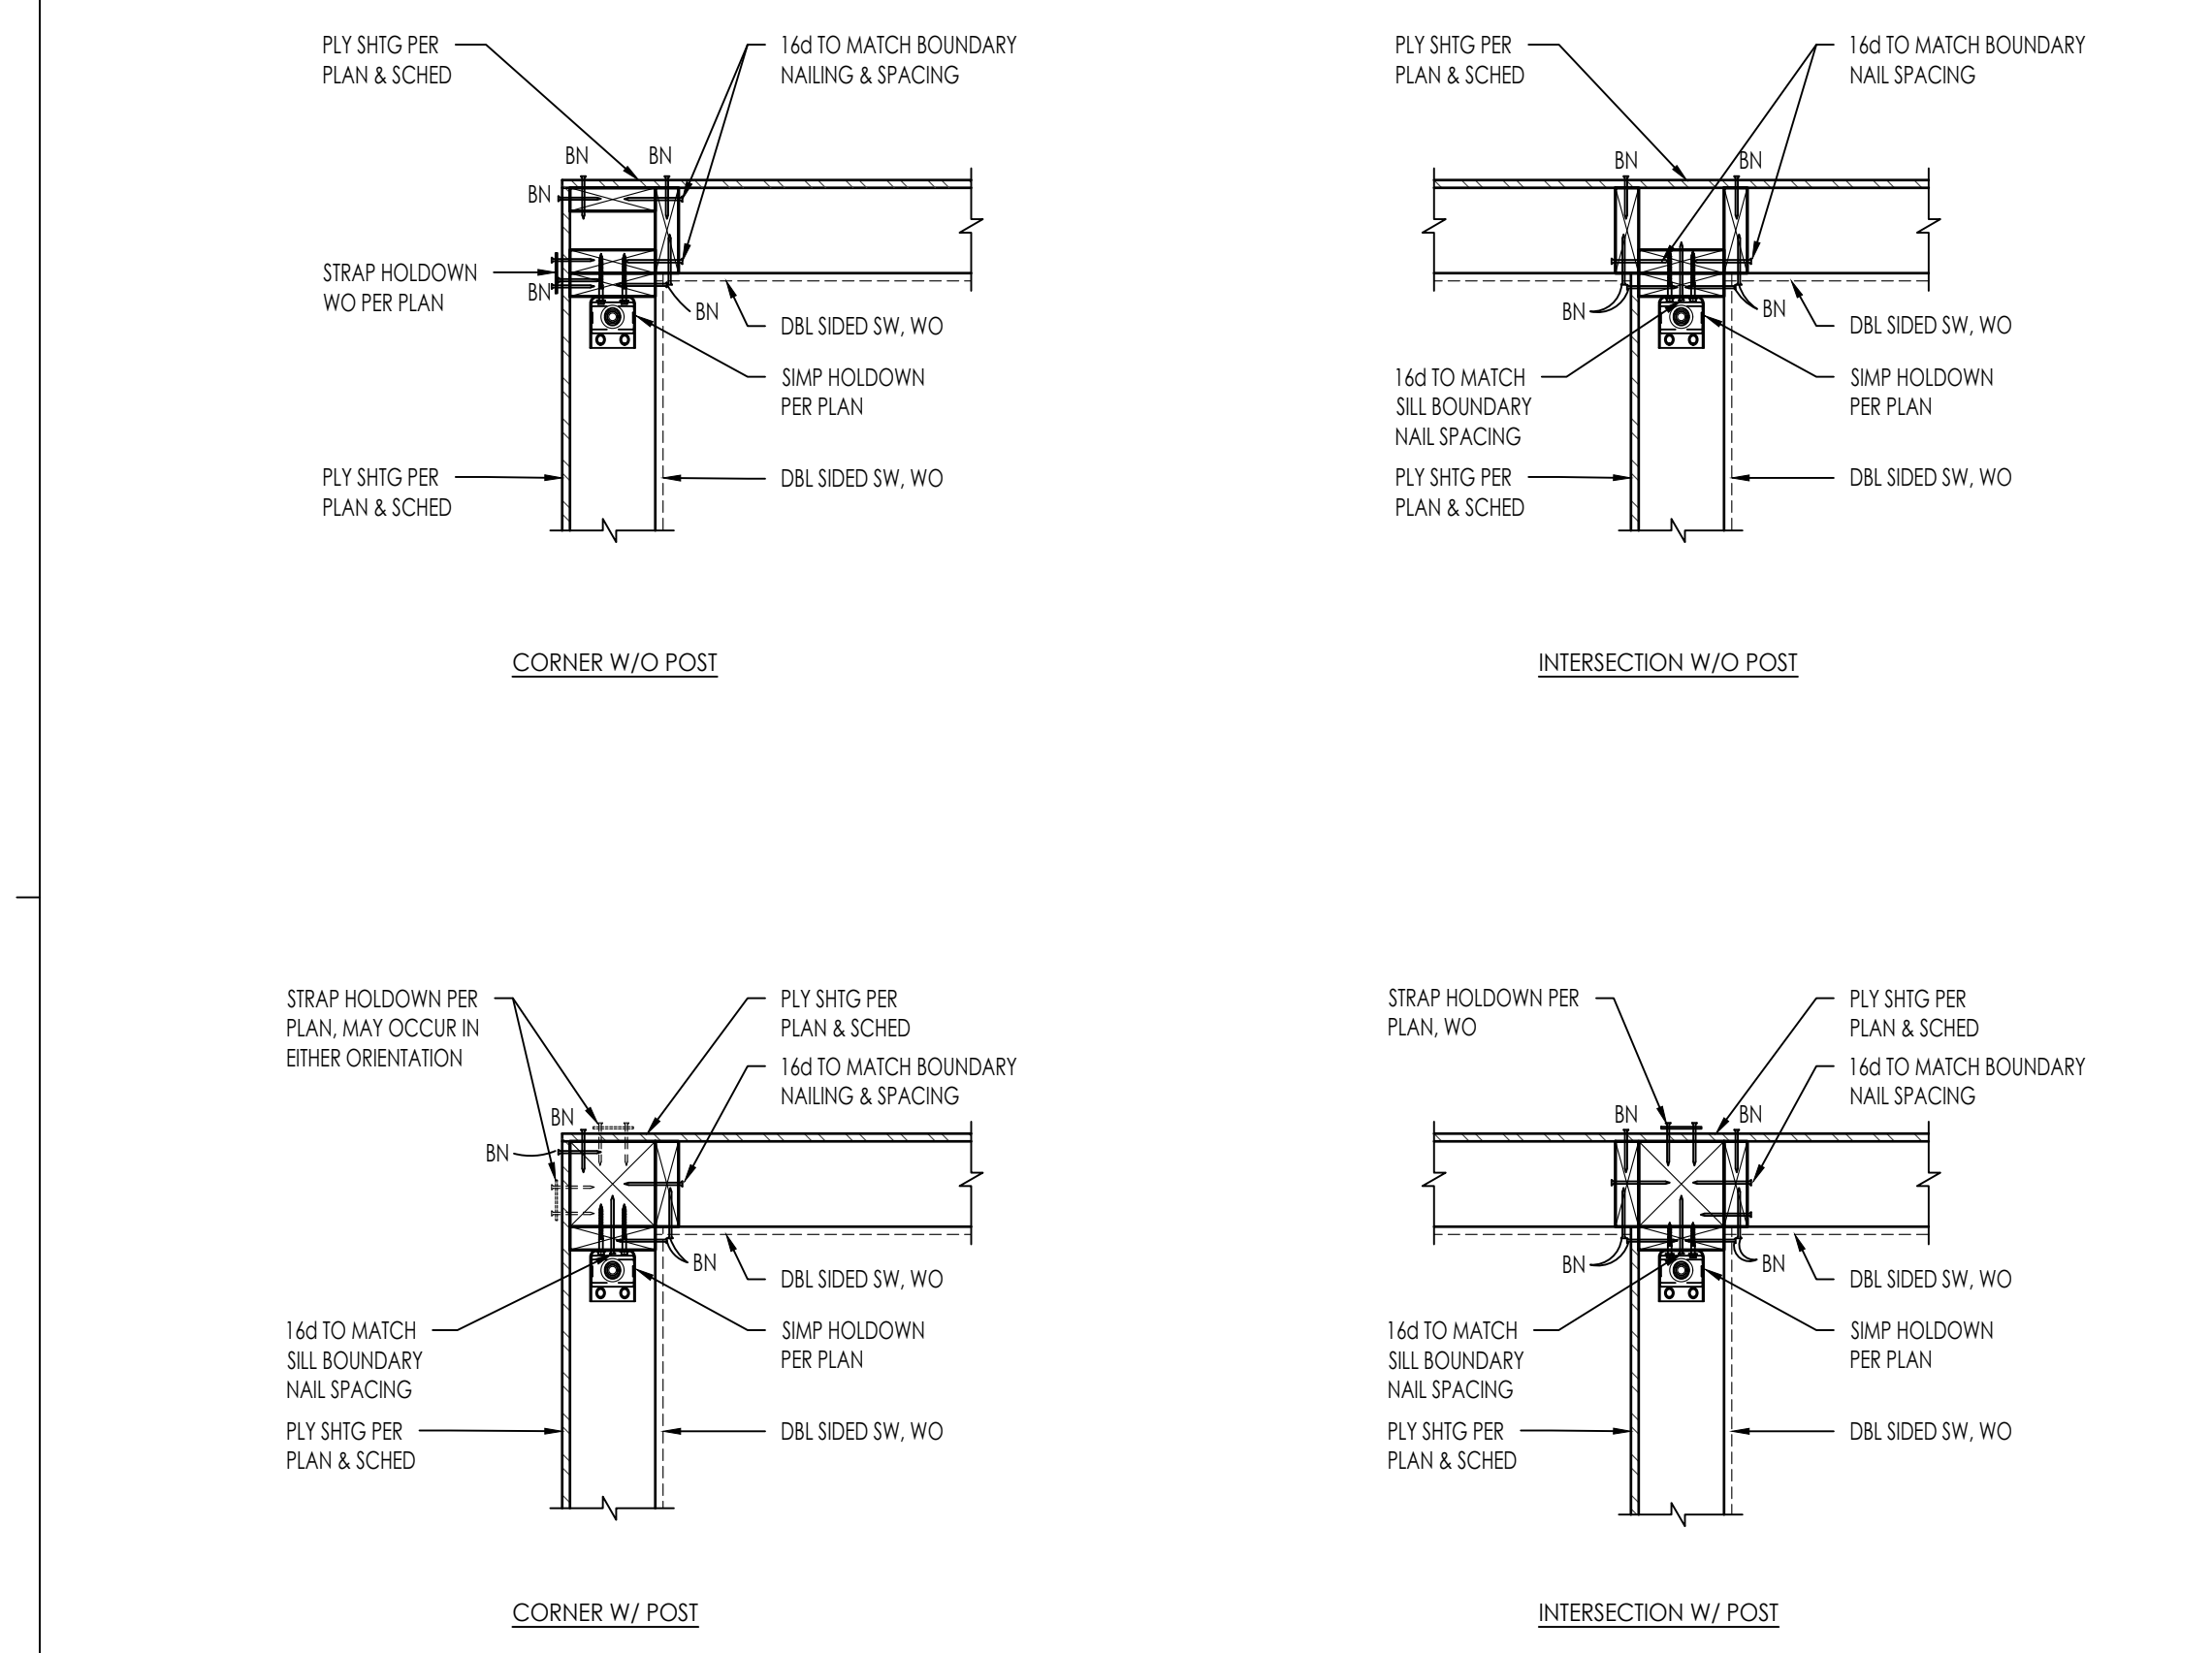 PLY SHTG PER
PLAN & SCHED
16d TO MATCH BOUNDARY
NAILING & SPACING
BN
BN
BN
STRAP HOLDOWN
WO PER PLAN
BN
BN
DBL SIDED SW, WO
SIMP HOLDOWN
PER PLAN
PLY SHTG PER
PLAN & SCHED
DBL SIDED SW, WO
CORNER W/O POST
PLY SHTG PER
PLAN & SCHED
16d TO MATCH BOUNDARY
NAIL SPACING
BN
BN
BN
BN
DBL SIDED SW, WO
16d TO MATCH
SILL BOUNDARY
NAIL SPACING
SIMP HOLDOWN
PER PLAN
PLY SHTG PER
PLAN & SCHED
DBL SIDED SW, WO
INTERSECTION W/O POST
STRAP HOLDOWN PER
PLAN, MAY OCCUR IN
EITHER ORIENTATION
PLY SHTG PER
PLAN & SCHED
16d TO MATCH BOUNDARY
NAILING & SPACING
BN
BN
BN
DBL SIDED SW, WO
16d TO MATCH
SILL BOUNDARY
NAIL SPACING
SIMP HOLDOWN
PER PLAN
PLY SHTG PER
PLAN & SCHED
DBL SIDED SW, WO
CORNER W/ POST
STRAP HOLDOWN PER
PLAN, WO
PLY SHTG PER
PLAN & SCHED
16d TO MATCH BOUNDARY
NAIL SPACING
BN
BN
BN
BN
DBL SIDED SW, WO
16d TO MATCH
SILL BOUNDARY
NAIL SPACING
SIMP HOLDOWN
PER PLAN
PLY SHTG PER
PLAN & SCHED
DBL SIDED SW, WO
INTERSECTION W/ POST